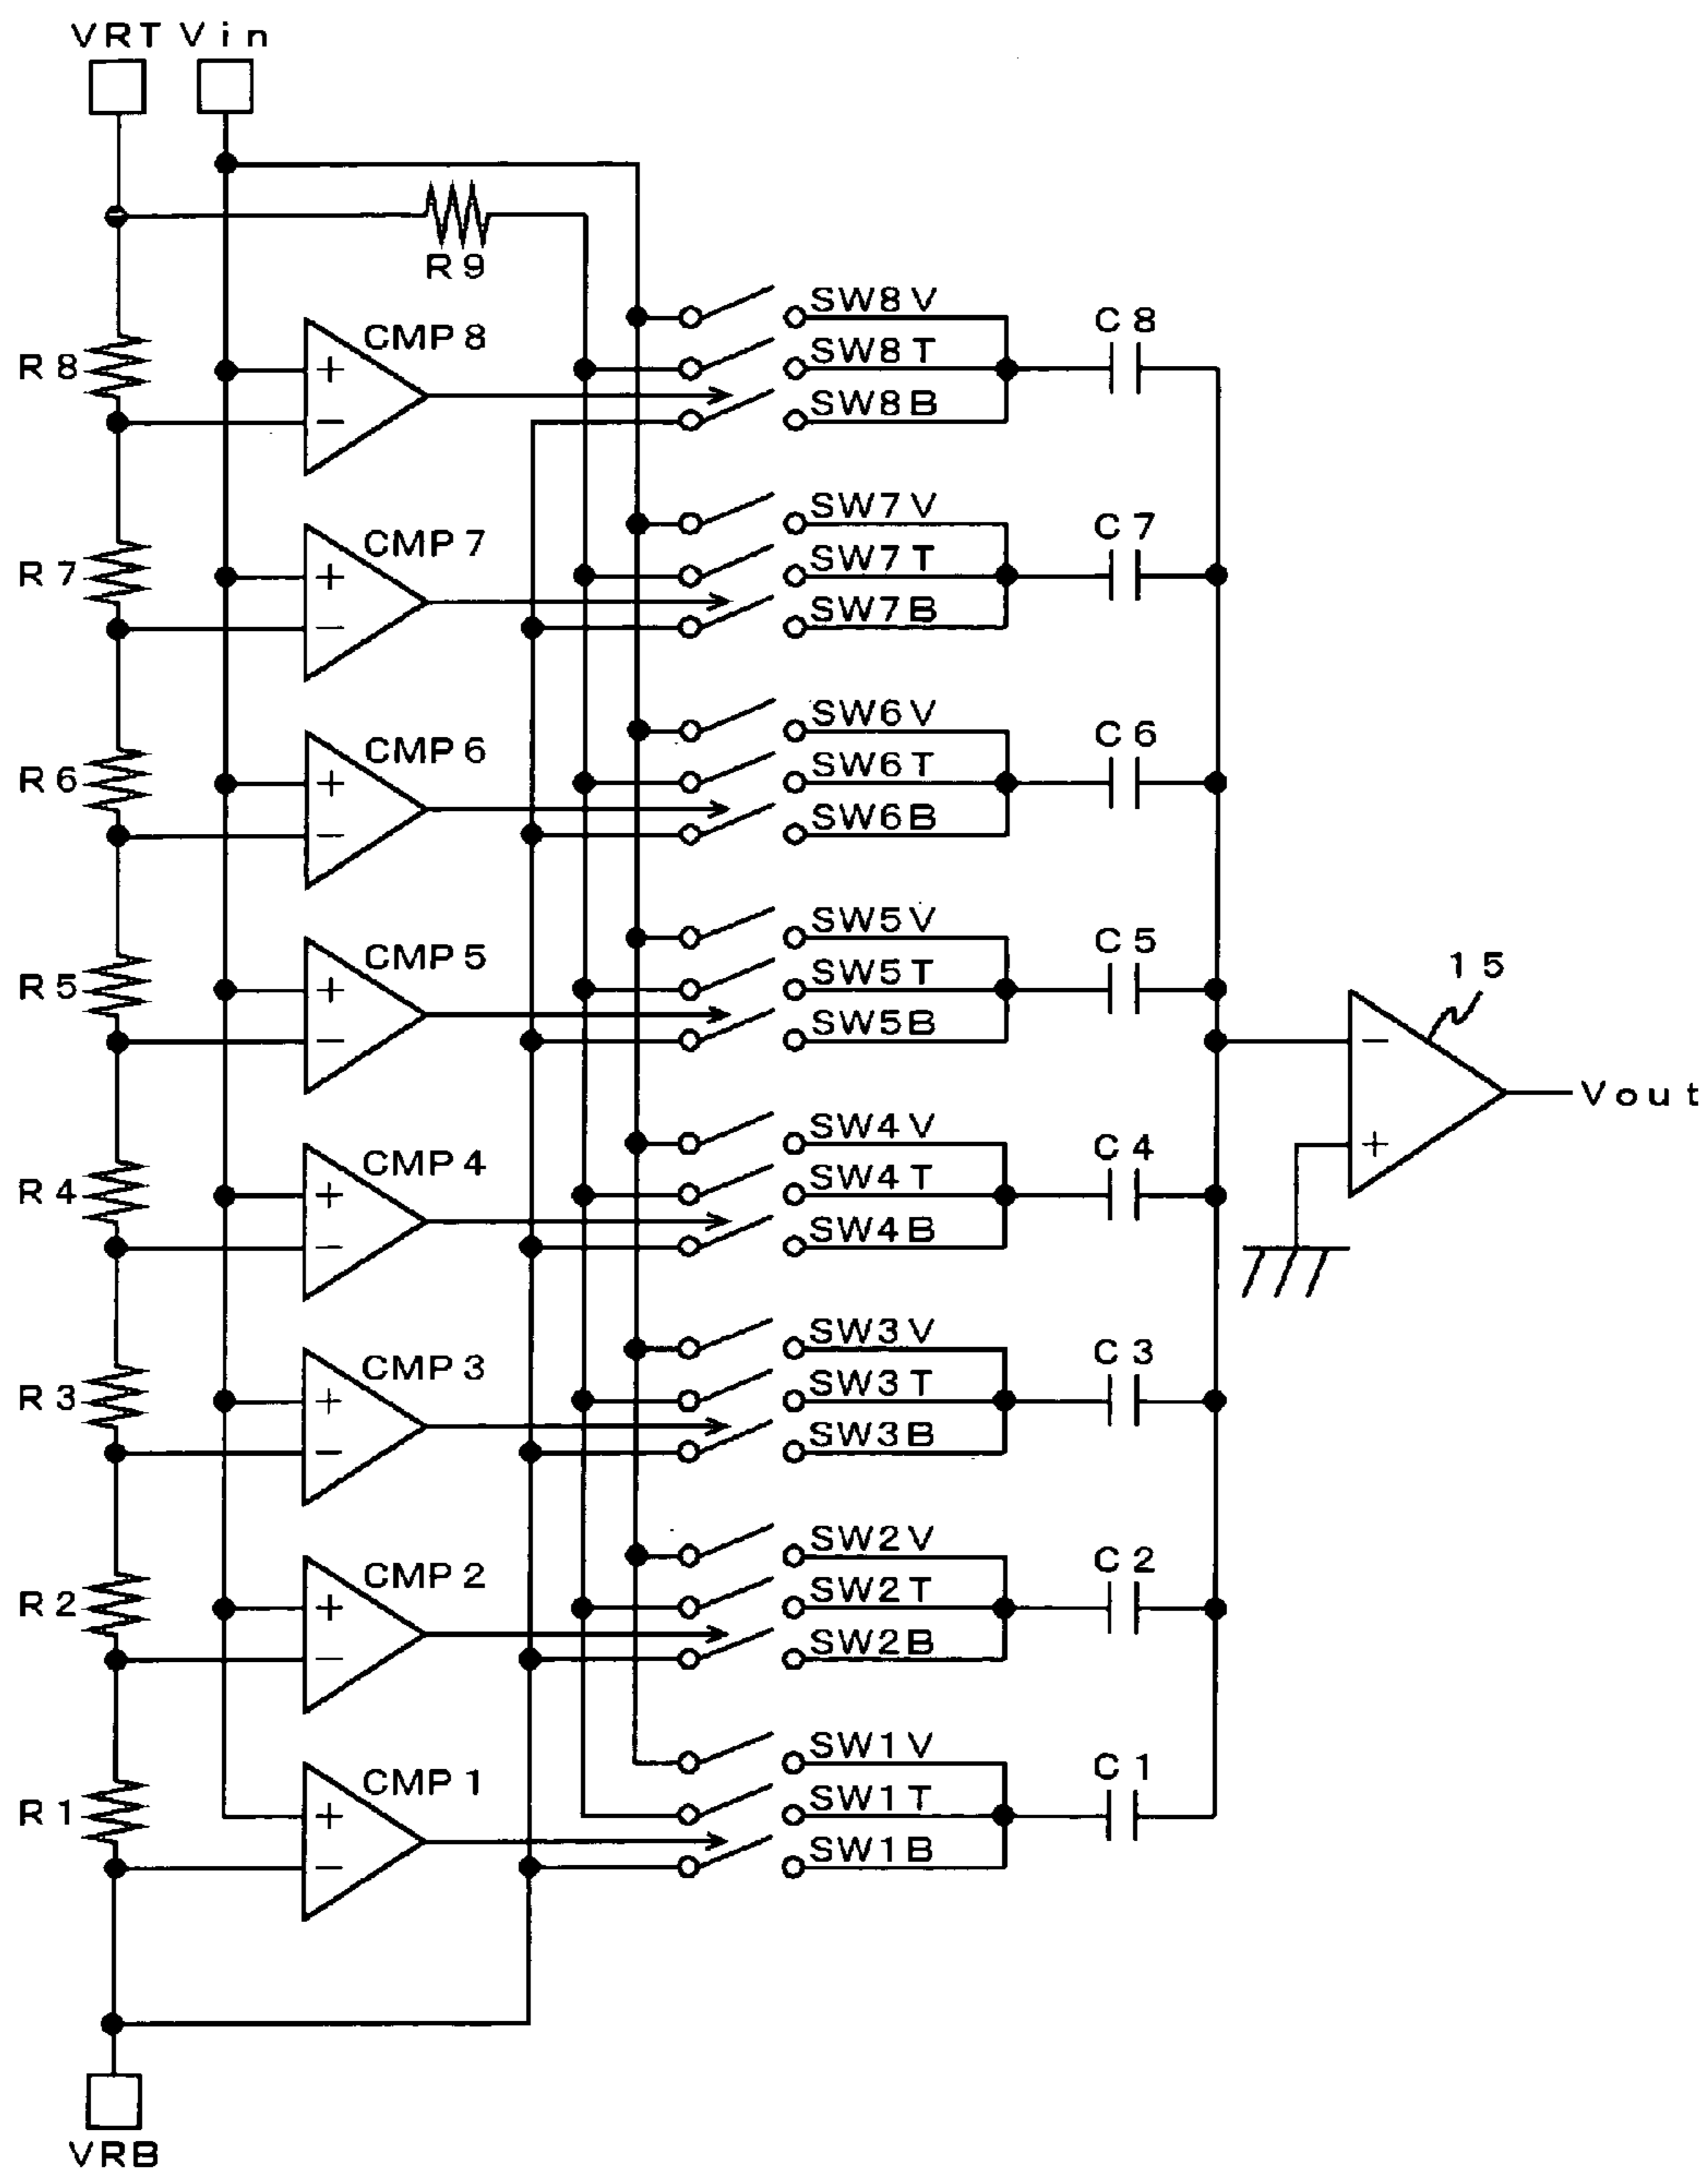 VRT Vin
R9
SW8V
CMP8
C8
R8
SW8T
SW8B
SW7V
CMP7
C7
R7
SW7T
SW7B
SW6V
CMP6
C6
R6
SW6T
SW6B
SW5V
CMP5
C5
15
R5
SW5T
SW5B
Vout
SW4V
CMP4
C4
R4
SW4T
SW4B
SW3V
CMP3
C3
R3
SW3T
SW3B
SW2V
CMP2
C2
R2
SW2T
SW2B
SW1V
CMP1
C1
R1
SW1T
SW1B
VRB